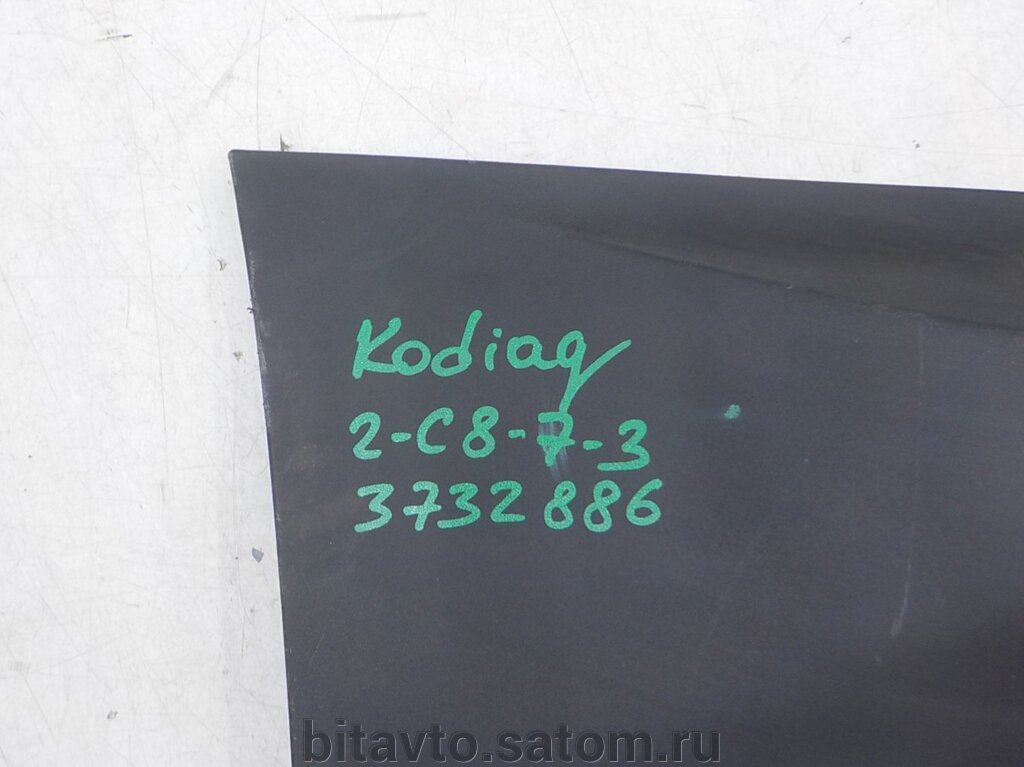 Kodiaq
2-C8-7-3
3732886
bitavto.satom.ru